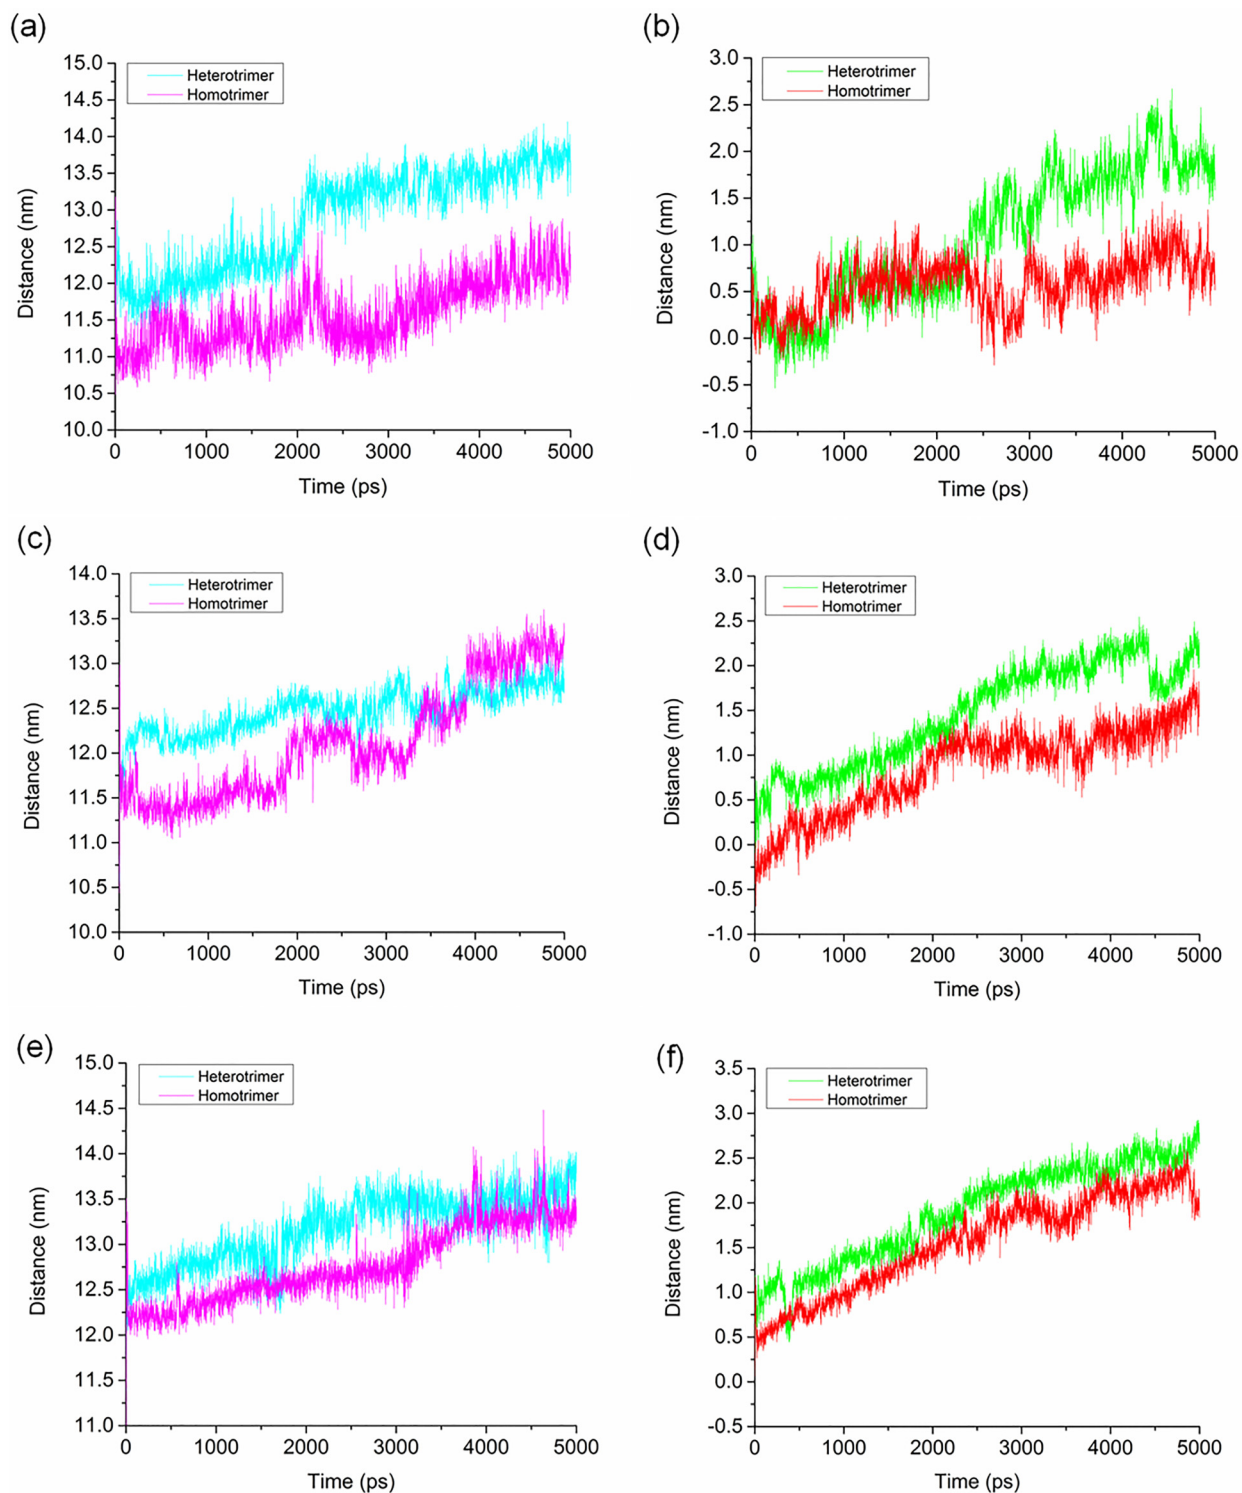 (a)
15.0
14.5
14.0
13.5
13.0
12.5
12.0
11.5
11.0
10.5
10.0
Distance (nm)
Heterotrimer
Homotrimer
0 1000 2000 3000 4000 5000
Time (ps)
(b)
3.0
2.5
2.0
1.5
1.0
0.5
0.0
-0.5
-1.0
Distance (nm)
Heterotrimer
Homotrimer
0 1000 2000 3000 4000 5000
Time (ps)
(c)
14.0
13.5
13.0
12.5
12.0
11.5
11.0
10.5
10.0
Distance (nm)
Heterotrimer
Homotrimer
0 1000 2000 3000 4000 5000
Time (ps)
(d)
3.0
2.5
2.0
1.5
1.0
0.5
0.0
-0.5
-1.0
Distance (nm)
Heterotrimer
Homotrimer
0 1000 2000 3000 4000 5000
Time (ps)
(e)
15.0
14.5
14.0
13.5
13.0
12.5
12.0
11.5
11.0
Distance (nm)
Heterotrimer
Homotrimer
0 1000 2000 3000 4000 5000
Time (ps)
(f)
3.5
3.0
2.5
2.0
1.5
1.0
0.5
0.0
-0.5
Distance (nm)
Heterotrimer
Homotrimer
0 1000 2000 3000 4000 5000
Time (ps)